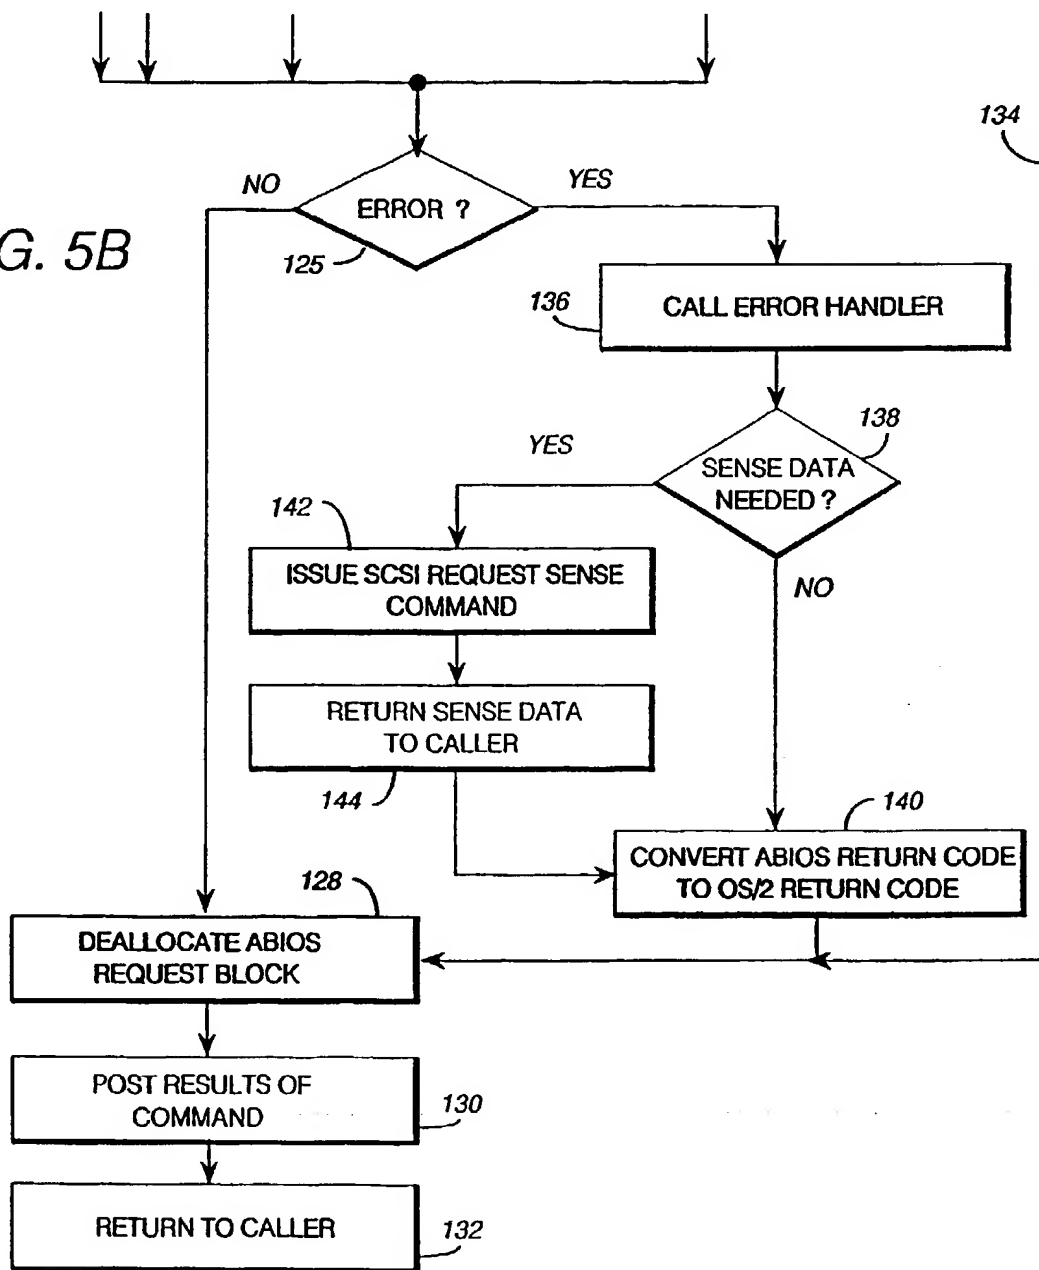 134
NO
YES
ERROR ?
G. 5B
125
136
CALL ERROR HANDLER
138
YES
SENSE DATA
NEEDED ?
142
ISSUE SCSI REQUEST SENSE
COMMAND
NO
RETURN SENSE DATA
TO CALLER
144
140
CONVERT ABIOS RETURN CODE
TO OS/2 RETURN CODE
128
DEALLOCATE ABIOS
REQUEST BLOCK
POST RESULTS OF
COMMAND
130
RETURN TO CALLER
132